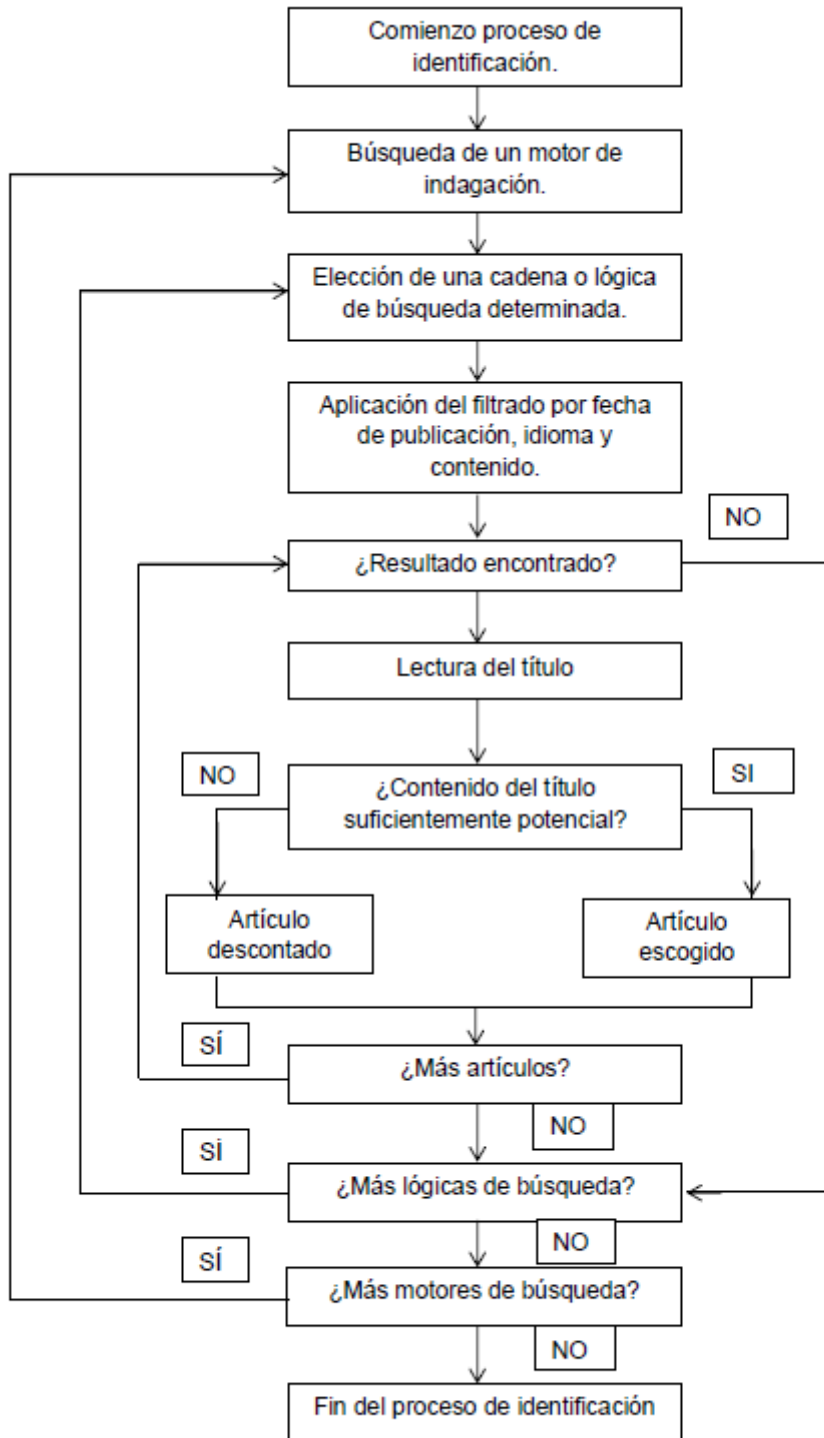 Comienzo proceso de
identificación.
Búsqueda de un motor de
indagación.
Elección de una cadena o lógica
de búsqueda determinada.
Aplicación del filtrado por fecha
de publicación, idioma y
contenido.
NO
¿Resultado encontrado?
Lectura del título
NO
SI
¿Contenido del título
suficientemente potencial?
Artículo
descontado
Artículo
escogido
SÍ
¿Más artículos?
NO
SÍ
¿Más lógicas de búsqueda?
NO
SÍ
¿Más motores de búsqueda?
NO
Fin del proceso de identificación